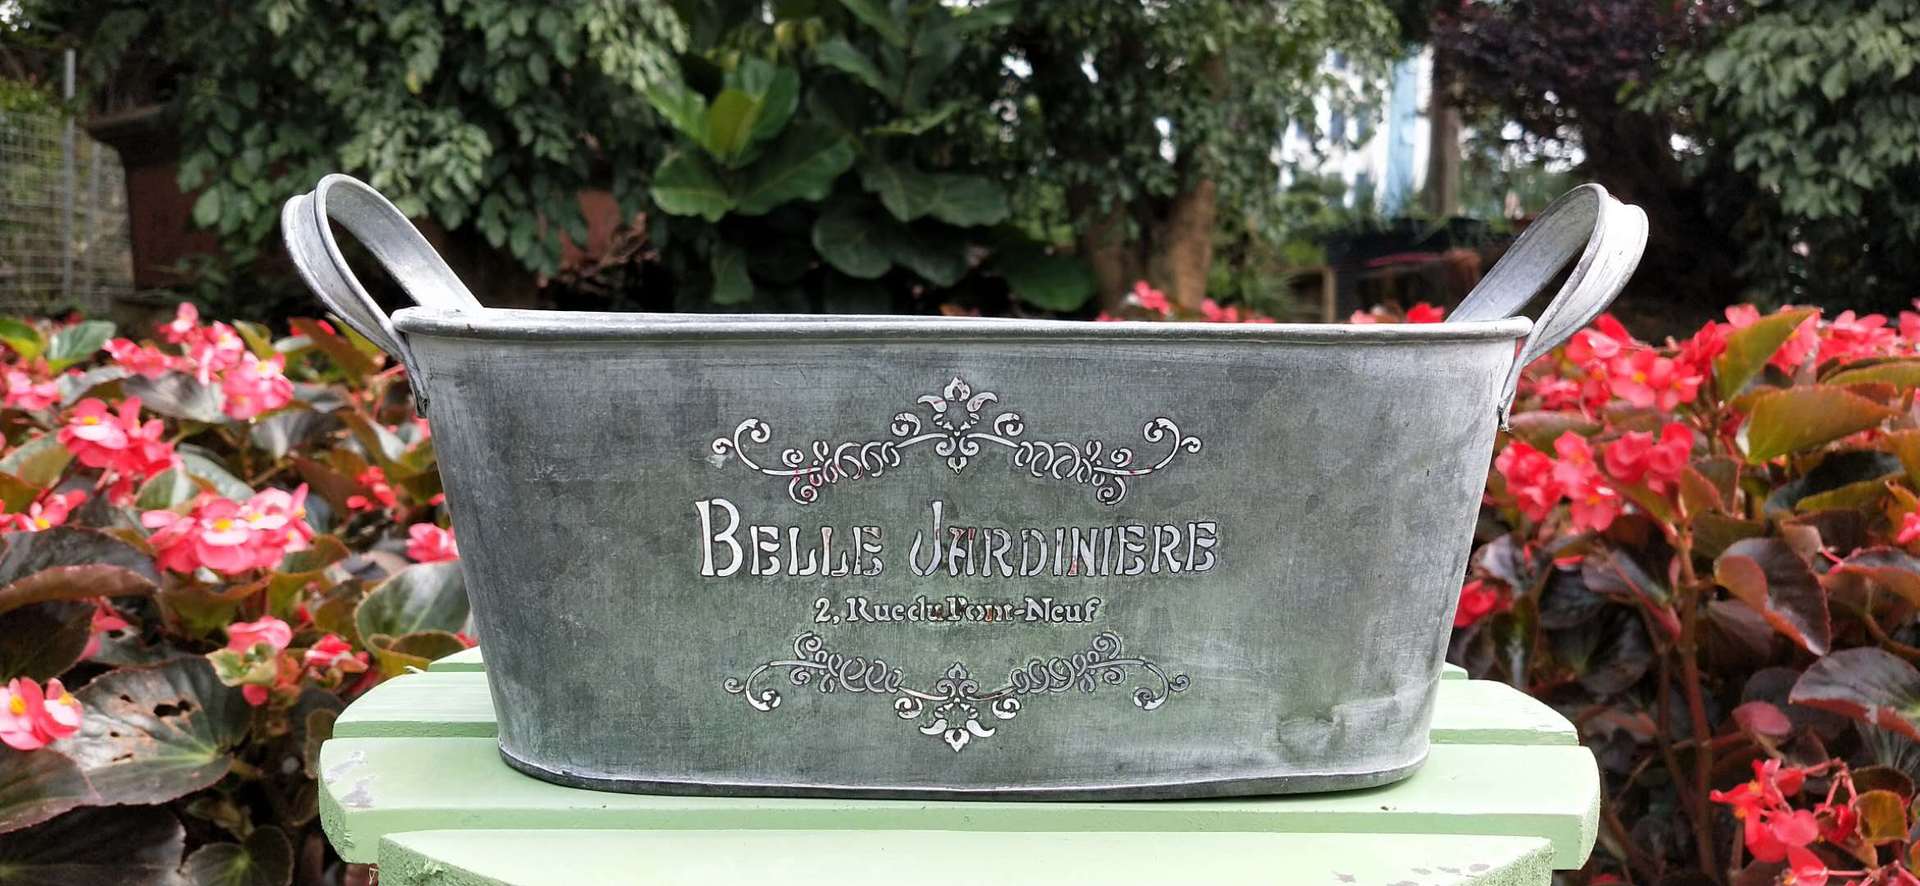 BELLE JARDINIERE
2, Rue du Pont-Neuf